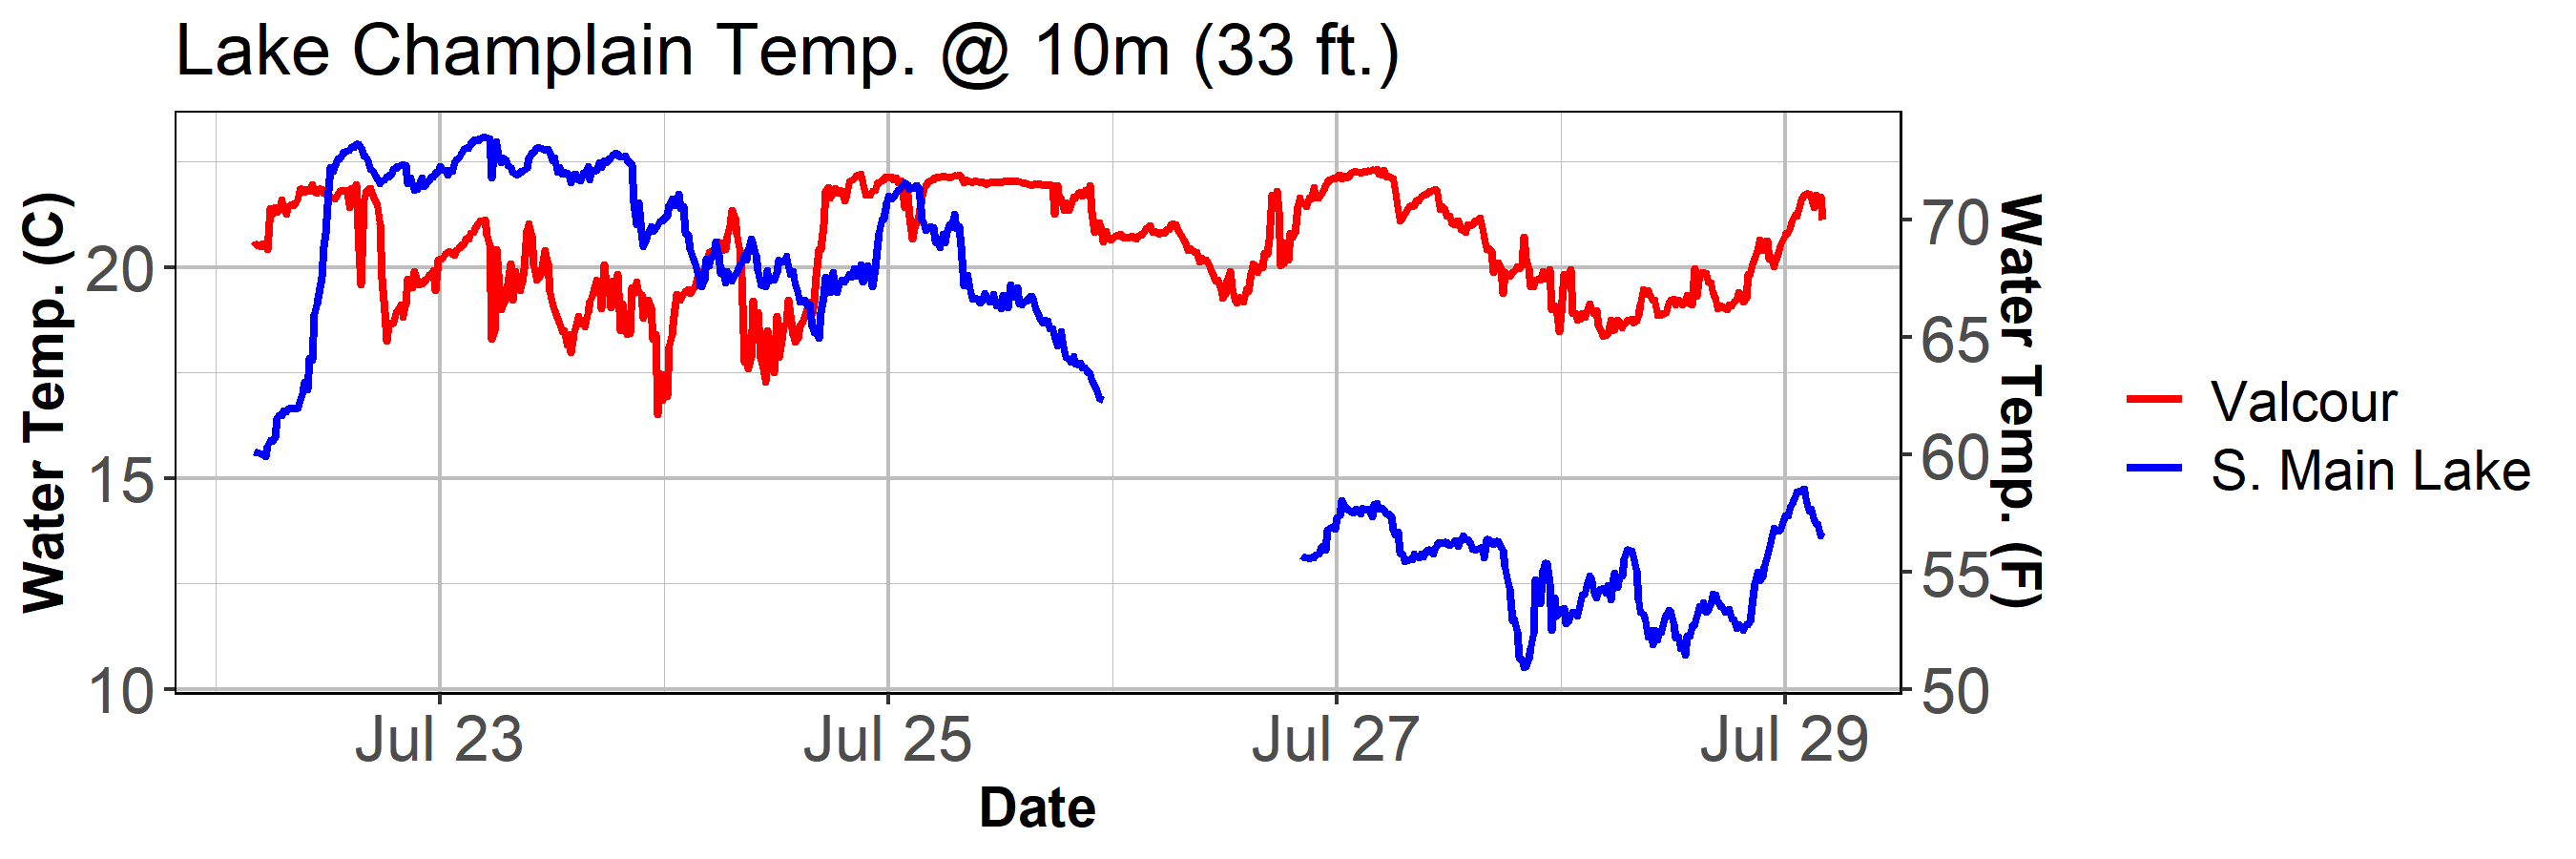 Lake Champlain Temp. @ 10m (33 ft.)
Water Temp. (C)
20
15
10
70
65
60
55
50
Water Temp. (F)
Jul 23
Jul 25
Jul 27
Jul 29
Date
Valcour
S. Main Lake